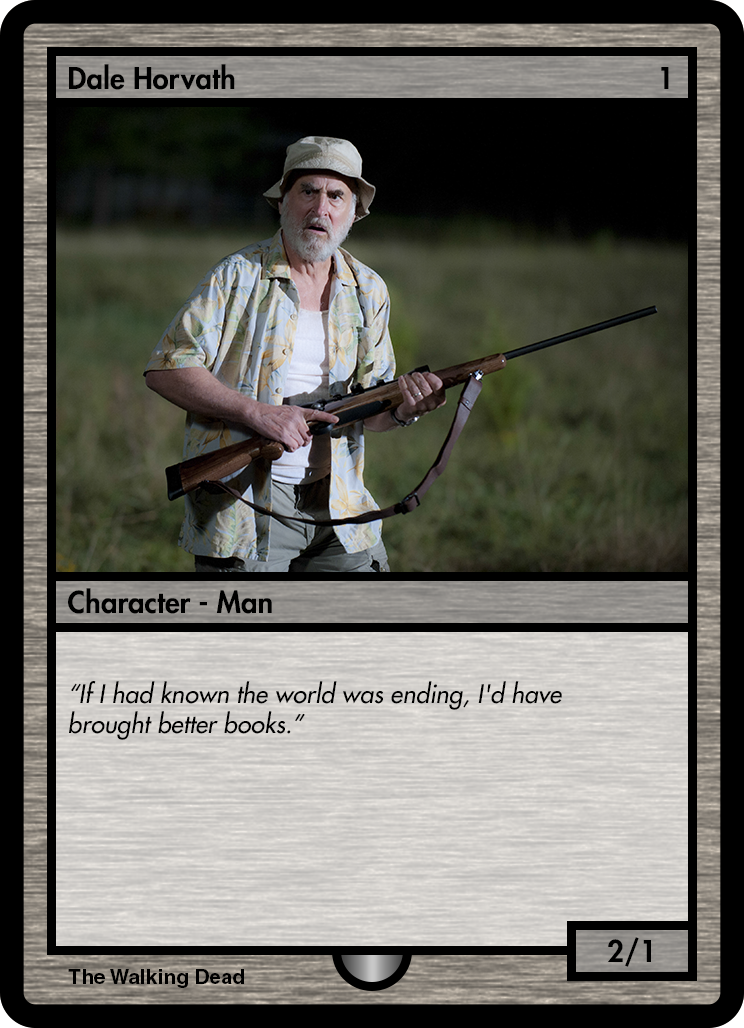 Dale Horvath 1
Character - Man
“If I had known the world was ending, I'd have
brought better books.”
2/1
The Walking Dead